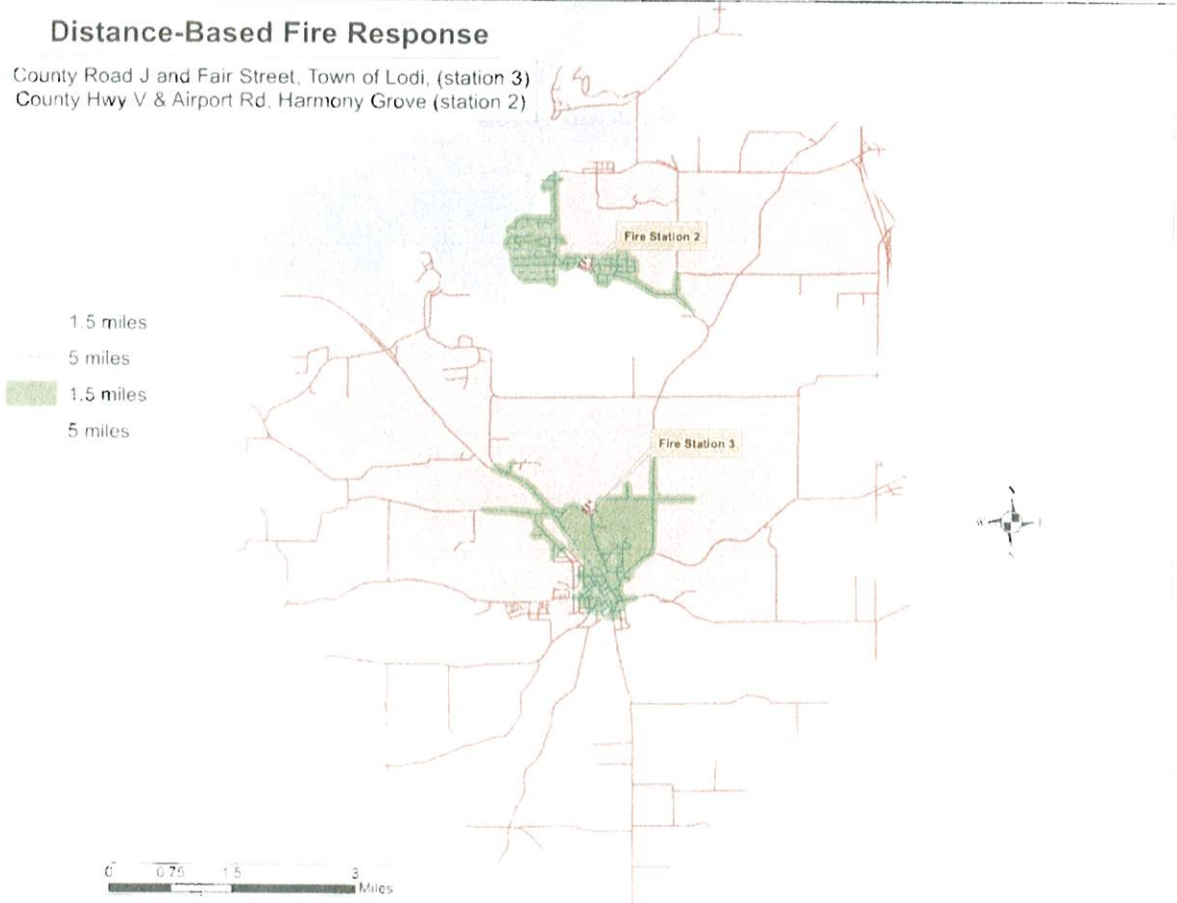 Distance-Based Fire Response
County Road J and Fair Street, Town of Lodi, (station 3)
County Hwy V & Airport Rd, Harmony Grove (station 2)
Fire Station 2
1.5 miles
5 miles
1.5 miles
5 miles
Fire Station 3
W
0 0.75 1.5 3
Miles